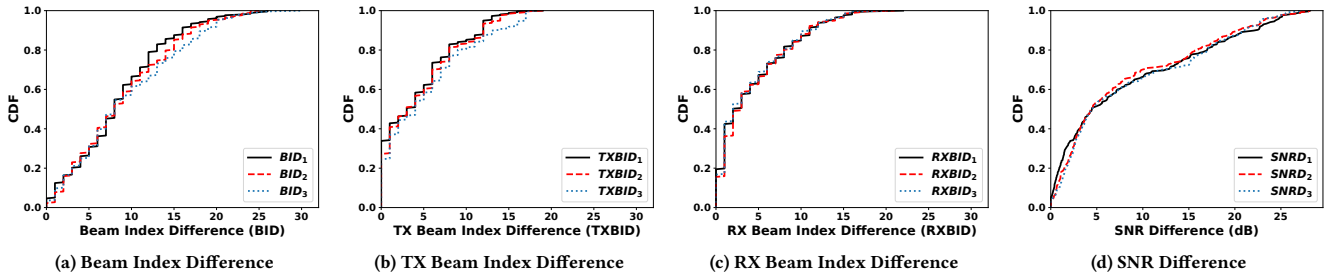 1.0
0.8
0.6
0.4
0.2
0.0
CDF
0 5 10 15 20 25 30
Beam Index Difference (BID)
BID1
BID2
BID3
(a) Beam Index Difference
1.0
0.8
0.6
0.4
0.2
0.0
CDF
0 5 10 15 20 25 30
TX Beam Index Difference (TXBID)
TXBID1
TXBID2
TXBID3
(b) TX Beam Index Difference
1.0
0.8
0.6
0.4
0.2
0.0
CDF
0 5 10 15 20 25 30
RX Beam Index Difference (RXBID)
RXBID1
RXBID2
RXBID3
(c) RX Beam Index Difference
1.0
0.8
0.6
0.4
0.2
0.0
CDF
0 5 10 15 20 25
SNR Difference (dB)
SNRD1
SNRD2
SNRD3
(d) SNR Difference